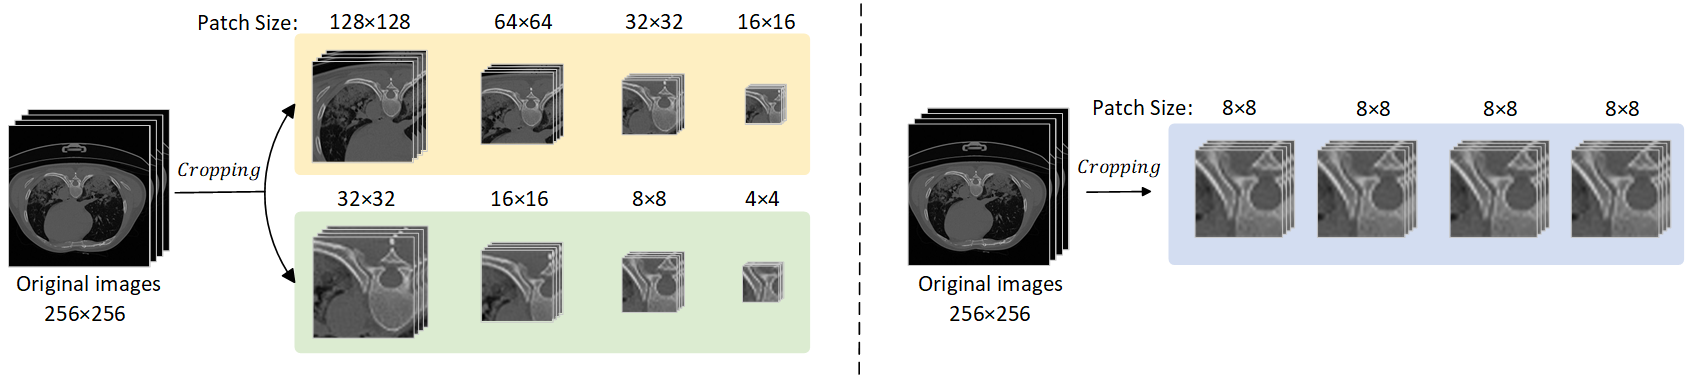 Patch Size: 128×128 64×64 32×32 16×16
Cropping
32×32 16×16 8×8 4×4
Original images
256×256
Patch Size: 8×8 8×8 8×8 8×8
Cropping
Original images
256×256